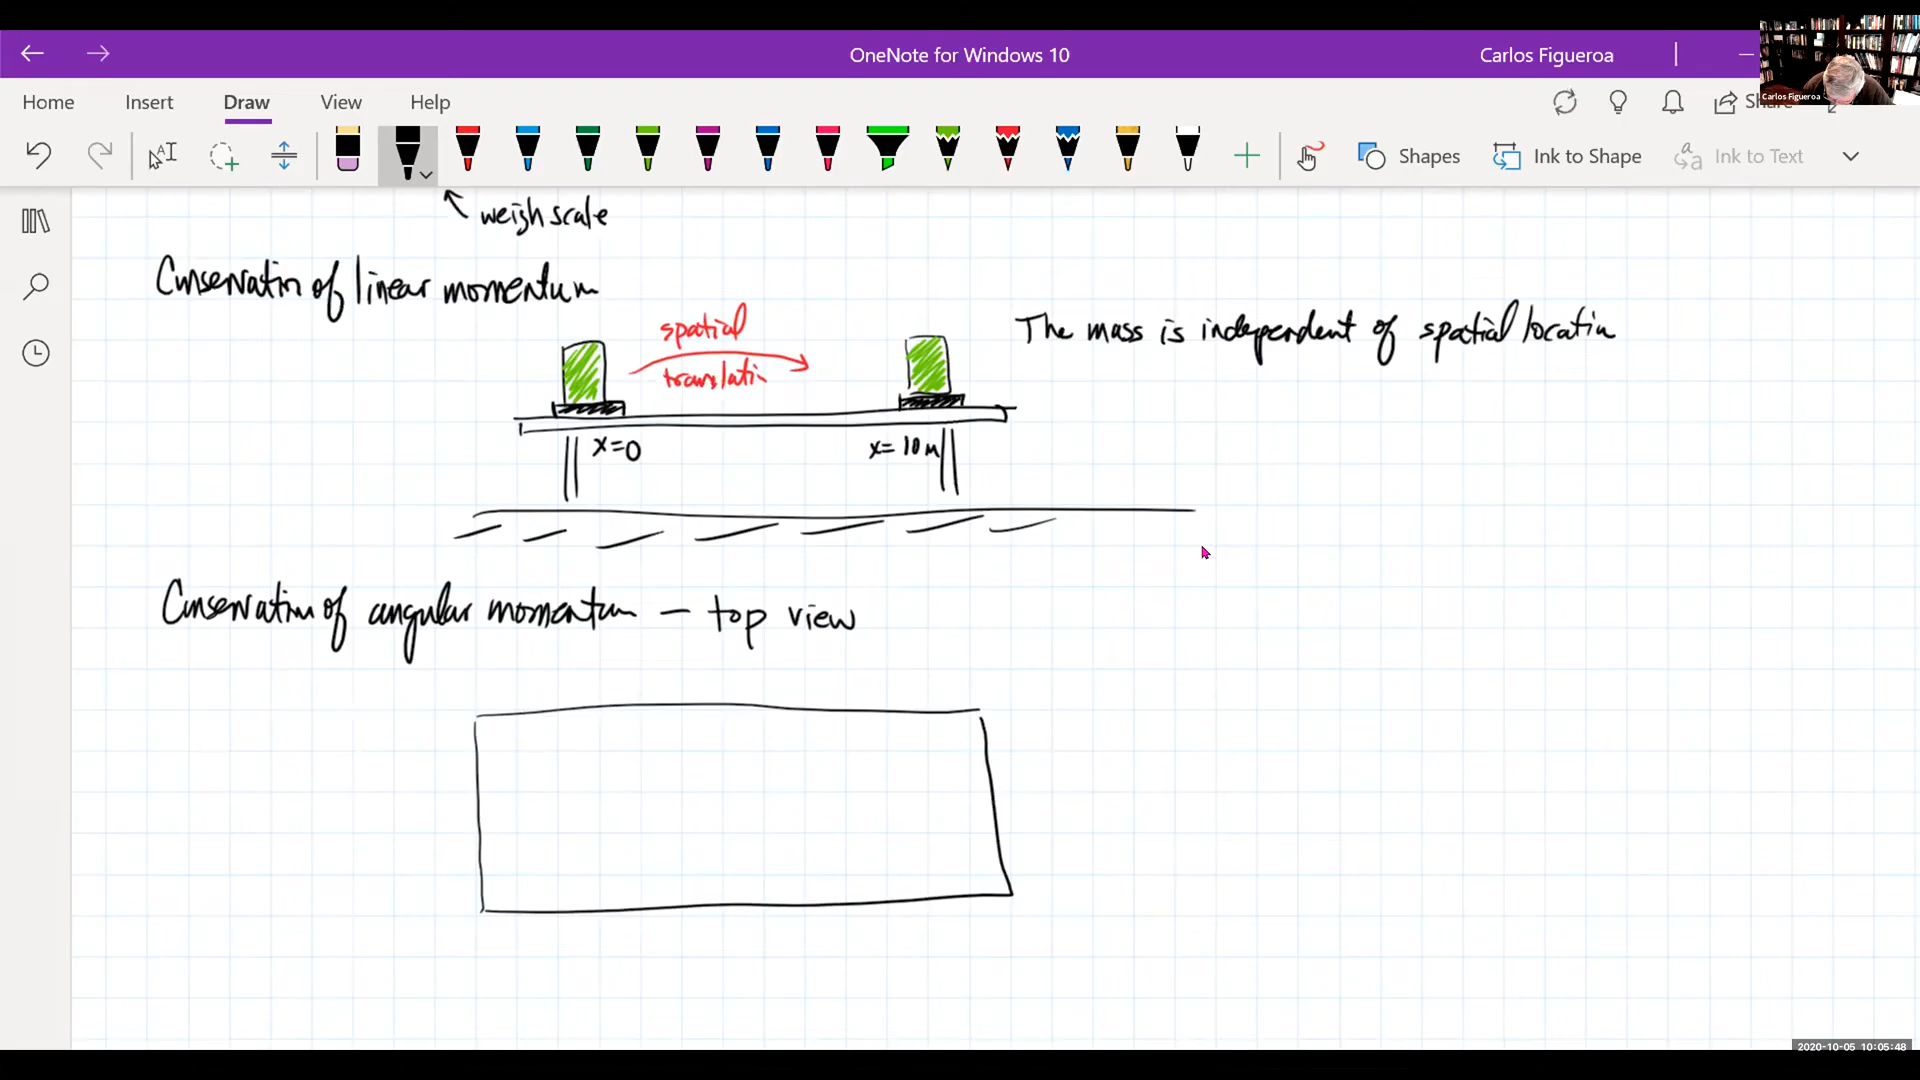 OneNote for Windows 10
Carlos Figueroa
Home Insert Draw View Help
Carlos Figueroa
Shapes Ink to Shape Ink to Text
weigh scale
Conservation of linear momentum
spatial
translation
The mass is independent of spatial location
x=0
x=10m
Conservation of angular momentum — top view
2020-10-05 10:05:48